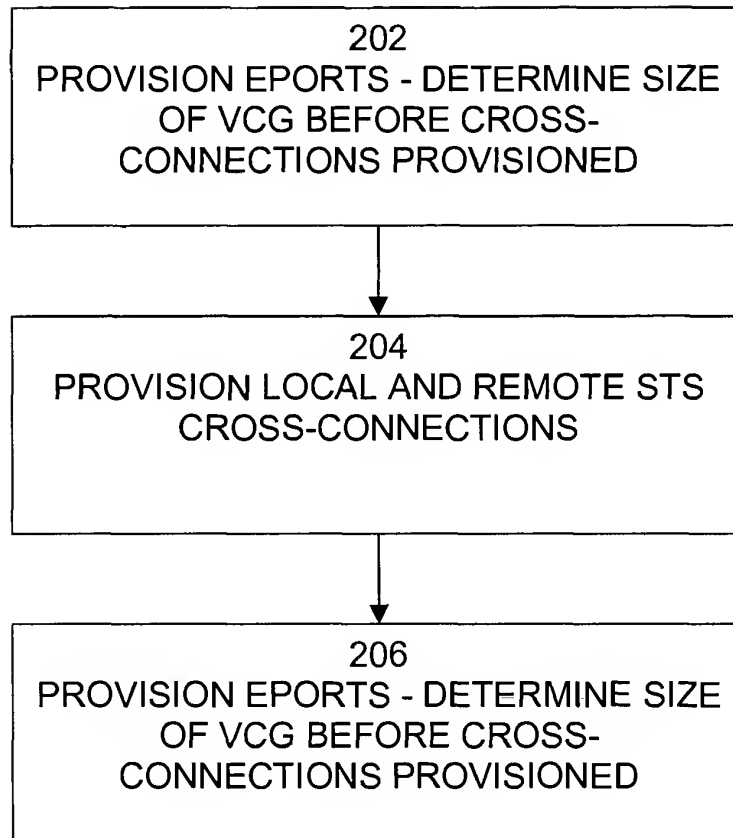 202
PROVISION EPORTS - DETERMINE SIZE
OF VCG BEFORE CROSS-
CONNECTIONS PROVISIONED
204
PROVISION LOCAL AND REMOTE STS
CROSS-CONNECTIONS
206
PROVISION EPORTS - DETERMINE SIZE
OF VCG BEFORE CROSS-
CONNECTIONS PROVISIONED